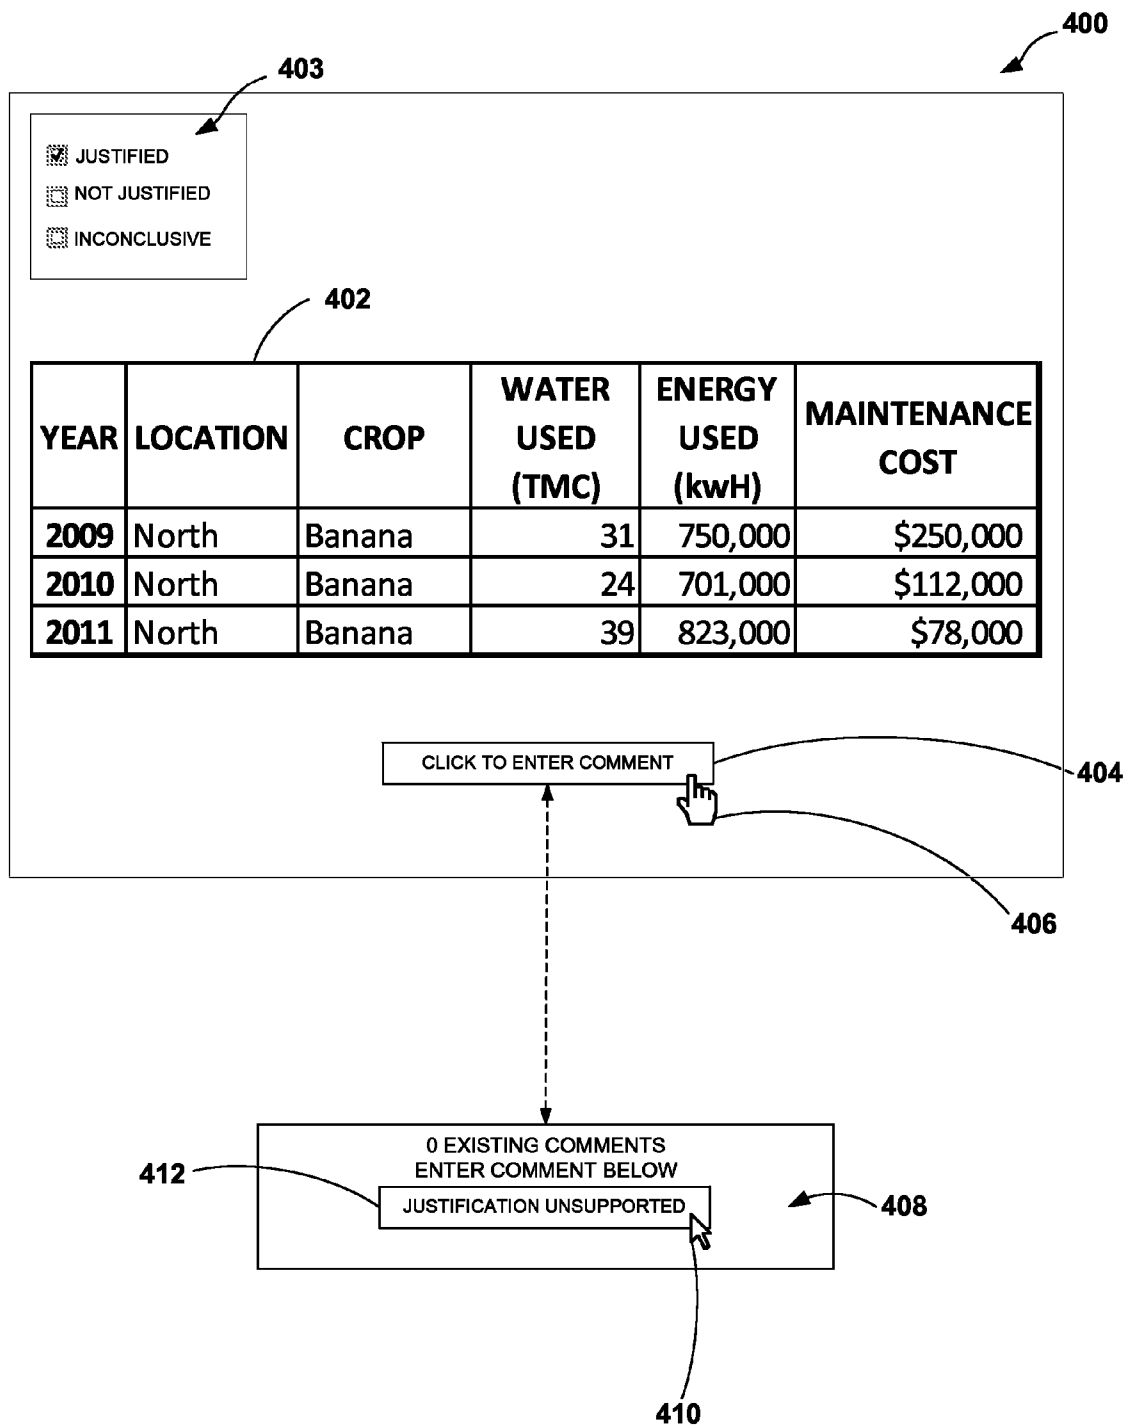 400
403
JUSTIFIED
NOT JUSTIFIED
INCONCLUSIVE
402
YEAR LOCATION CROP WATER USED (TMC) ENERGY USED (kwH) MAINTENANCE COST
2009 North Banana 31 750,000 $250,000
2010 North Banana 24 701,000 $112,000
2011 North Banana 39 823,000 $78,000
CLICK TO ENTER COMMENT
404
406
0 EXISTING COMMENTS
ENTER COMMENT BELOW
412
JUSTIFICATION UNSUPPORTED
408
410